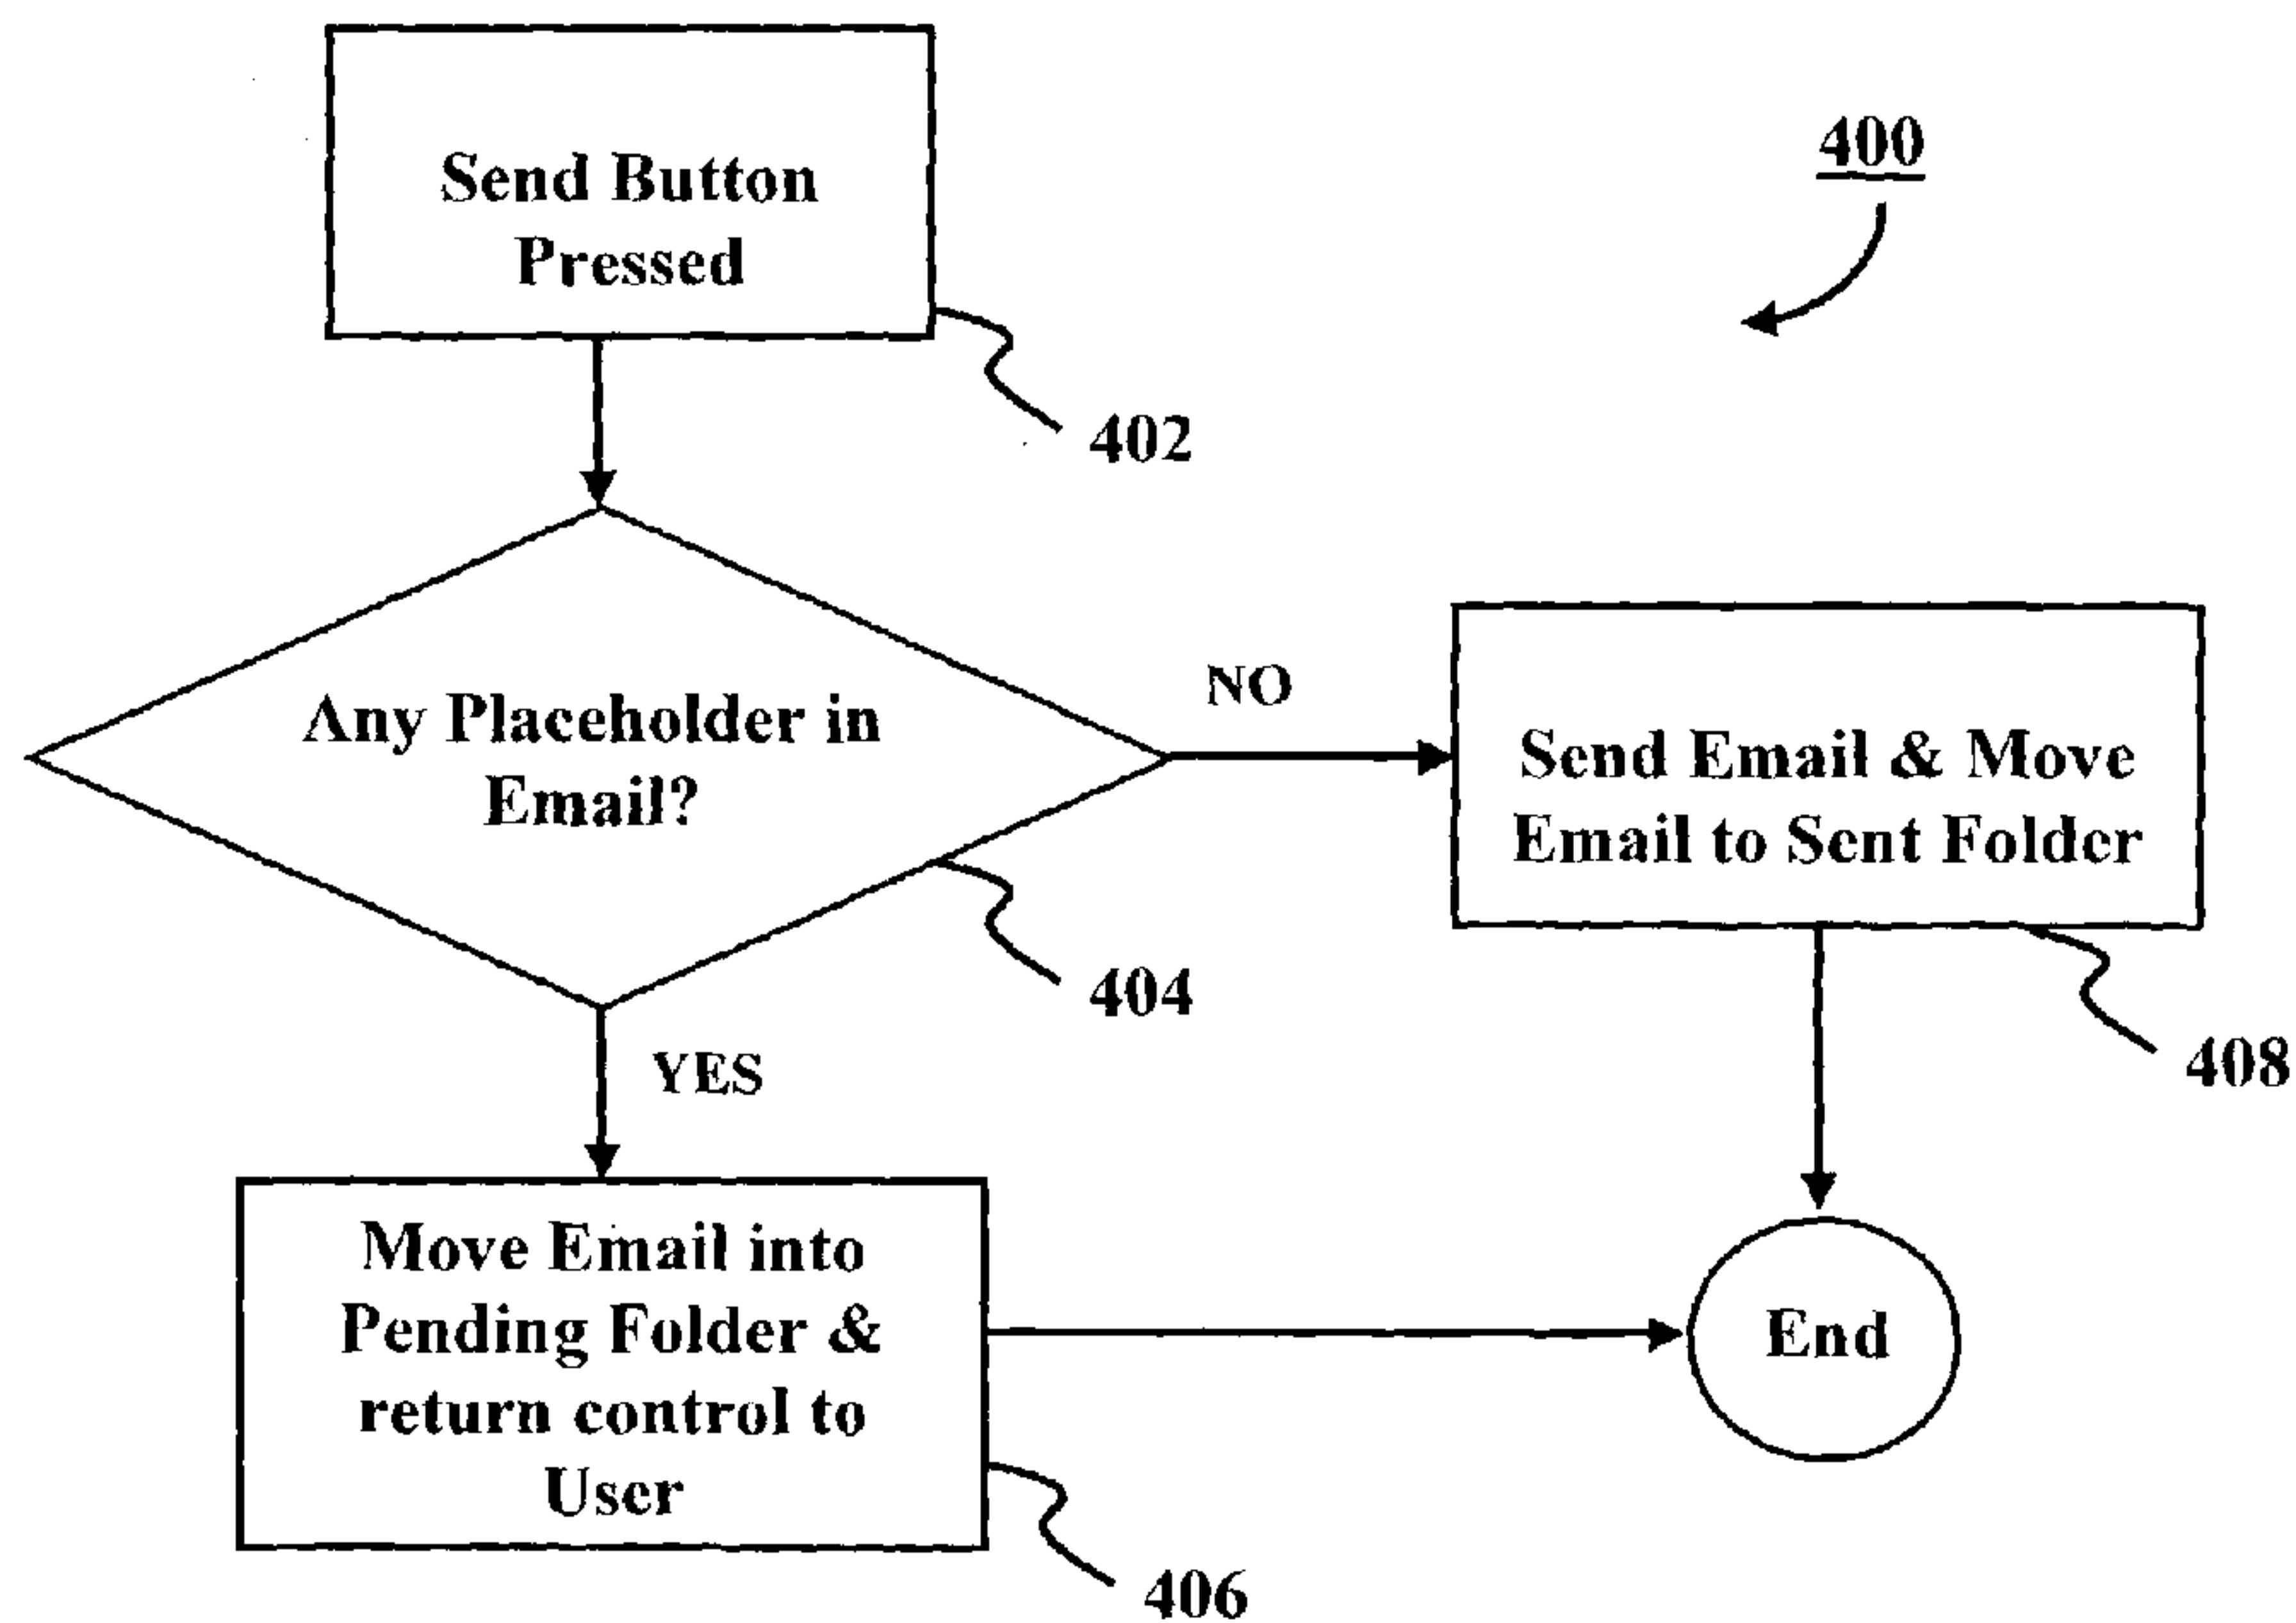 Send Button
Pressed
400
402
Any Placeholder in
Email?
NO
Send Email & Move
Email to Sent Folder
404
408
YES
Move Email into
Pending Folder &
return control to
User
End
406